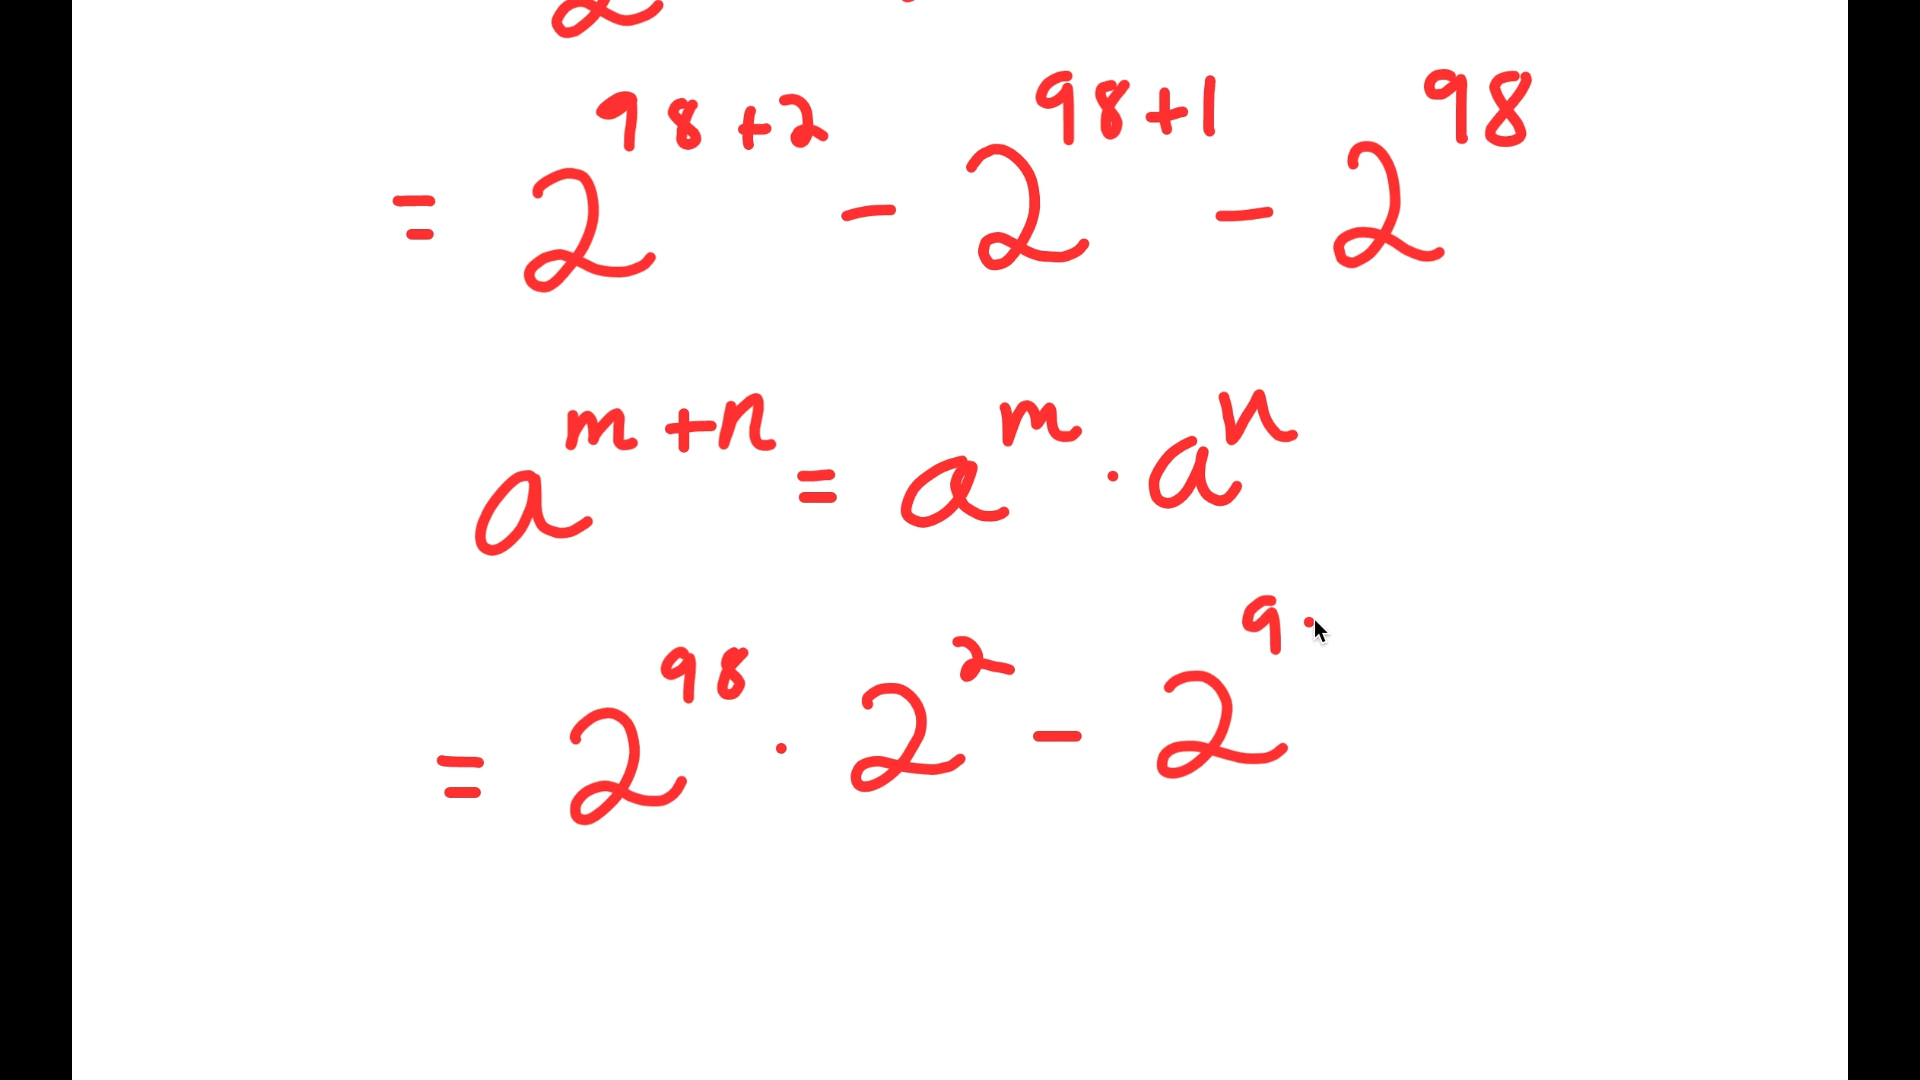 = 2^{98+2} - 2^{98+1} - 2^{98}
a^{m+n} = a^m · a^n
= 2^{98} · 2^2 - 2^{9